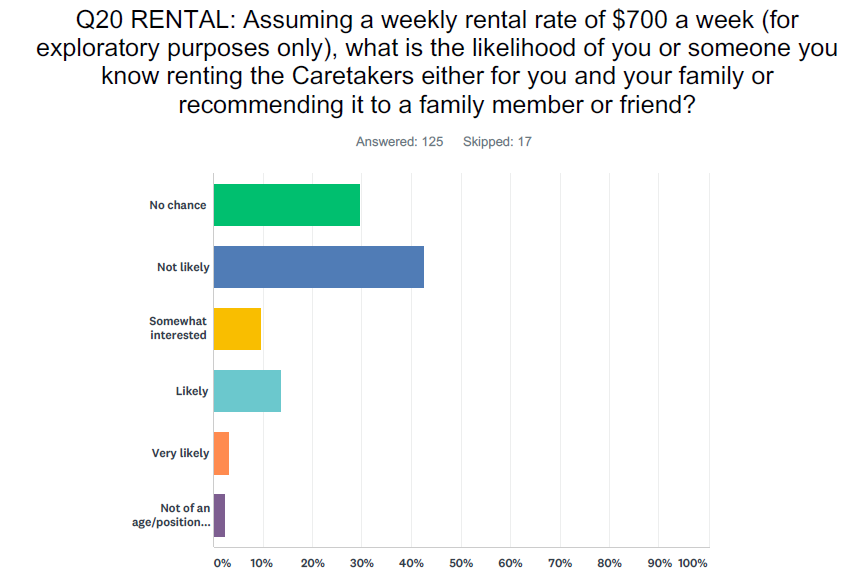 Q20 RENTAL: Assuming a weekly rental rate of $700 a week (for
exploratory purposes only), what is the likelihood of you or someone you
know renting the Caretakers either for you and your family or
recommending it to a family member or friend?
Answered: 125 Skipped: 17
No chance
Not likely
Somewhat
interested
Likely
Very likely
Not of an
age/position...
0% 10% 20% 30% 40% 50% 60% 70% 80% 90% 100%